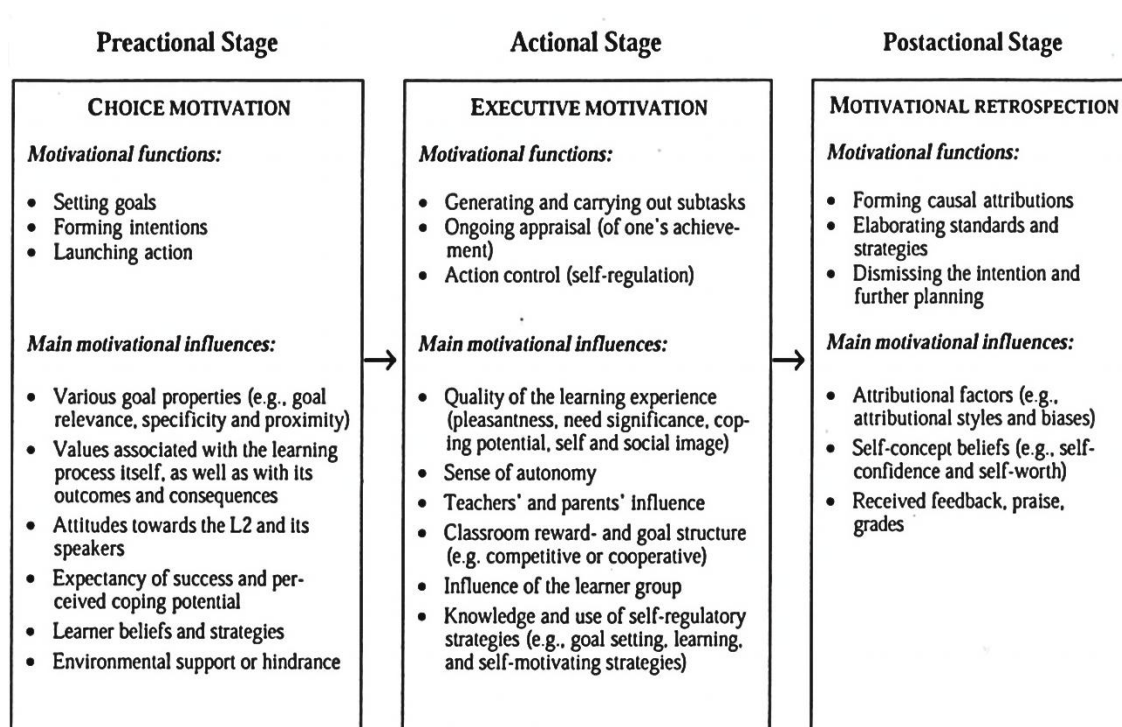 Preactional Stage
Actional Stage
Postactional Stage
CHOICE MOTIVATION
Motivational functions:
• Setting goals
• Forming intentions
• Launching action
Main motivational influences:
• Various goal properties (e.g., goal
relevance, specificity and proximity)
• Values associated with the learning
process itself, as well as with its
outcomes and consequences
• Attitudes towards the L2 and its
speakers
• Expectancy of success and per-
ceived coping potential
• Learner beliefs and strategies
• Environmental support or hindrance
EXECUTIVE MOTIVATION
Motivational functions:
• Generating and carrying out subtasks
• Ongoing appraisal (of one's achieve-
ment)
• Action control (self-regulation)
Main motivational influences:
• Quality of the learning experience
(pleasantness, need significance, cop-
ing potential, self and social image)
• Sense of autonomy
• Teachers' and parents' influence
• Classroom reward- and goal structure
(e.g. competitive or cooperative)
• Influence of the learner group
• Knowledge and use of self-regulatory
strategies (e.g., goal setting, learning,
and self-motivating strategies)
MOTIVATIONAL RETROSPECTION
Motivational functions:
• Forming causal attributions
• Elaborating standards and
strategies
• Dismissing the intention and
further planning
Main motivational influences:
• Attributional factors (e.g.,
attributional styles and biases)
• Self-concept beliefs (e.g., self-
confidence and self-worth)
• Received feedback, praise,
grades